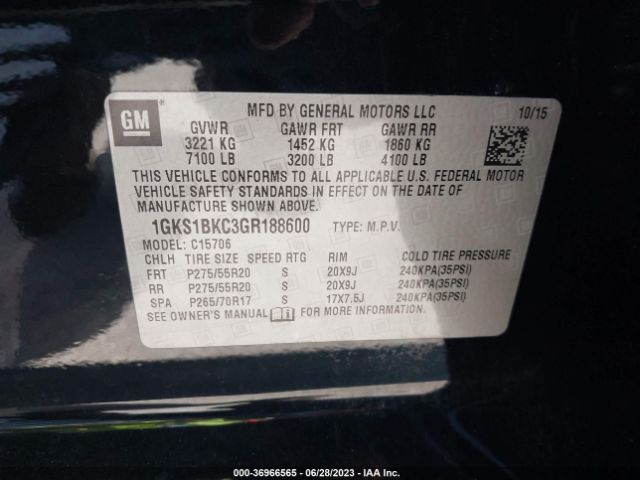 GM
MFD BY GENERAL MOTORS LLC 10/15
GVWR GAWR FRT GAWR RR
3221 KG 1452 KG 1860 KG
7100 LB 3200 LB 4100 LB
THIS VEHICLE CONFORMS TO ALL APPLICABLE U.S. FEDERAL MOTOR
VEHICLE SAFETY STANDARDS IN EFFECT ON THE DATE OF
MANUFACTURE SHOWN ABOVE.
1GKS1BKC3GR188600 TYPE: M.P.V.
MODEL: C15706
CHLH TIRE SIZE SPEED RTG RIM COLD TIRE PRESSURE
FRT P275/55R20 S 20X9J 240KPA(35PSI)
RR P275/55R20 S 20X9J 240KPA(35PSI)
SPA P265/70R17 S 17X7.5J 240KPA(35PSI)
SEE OWNER'S MANUAL FOR MORE INFORMATION.
000-36966565 / 06/28/2023 / IAA Inc.